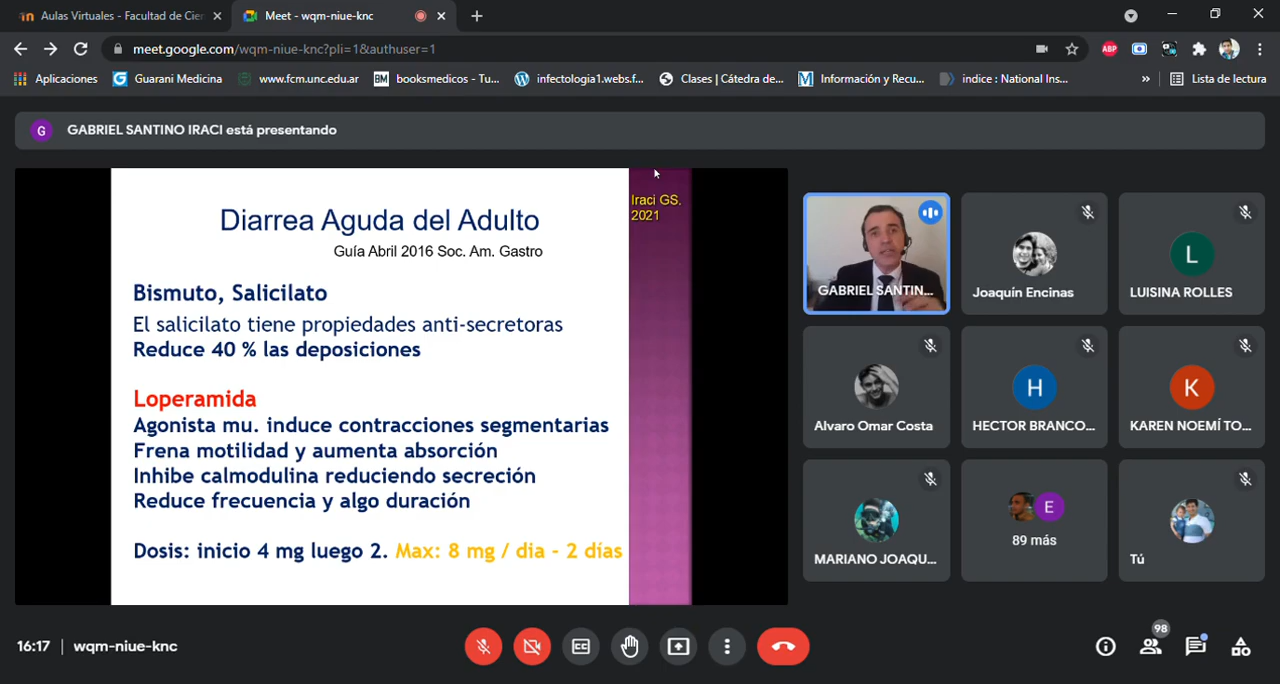 Aulas Virtuales - Facultad de Cien
Meet - wqm-niue-knc
meet.google.com/wqm-niue-knc?pli=1&authuser=1
ABP
Aplicaciones
Guarani Medicina
www.fcm.unc.edu.ar
BM booksmedicos - Tu...
infectologia1.webs.f...
Clases | Cátedra de...
Información y Recu...
indice : National Ins...
»
Lista de lectura
G GABRIEL SANTINO IRACI está presentando
Iraci GS.
2021
Diarrea Aguda del Adulto
Guía Abril 2016 Soc. Am. Gastro
Bismuto, Salicilato
El salicilato tiene propiedades anti-secretoras
Reduce 40 % las deposiciones
Loperamida
Agonista mu. induce contracciones segmentarias
Frena motilidad y aumenta absorción
Inhibe calmodulina reduciendo secreción
Reduce frecuencia y algo duración
Dosis: inicio 4 mg luego 2. Max: 8 mg / dia - 2 días
GABRIEL SANTIN...
Joaquín Encinas
L
LUISINA ROLLES
Alvaro Omar Costa
H
HECTOR BRANCO...
K
KAREN NOEMÍ TO...
MARIANO JOAQU...
E
89 más
Tú
16:17 | wqm-niue-knc
98